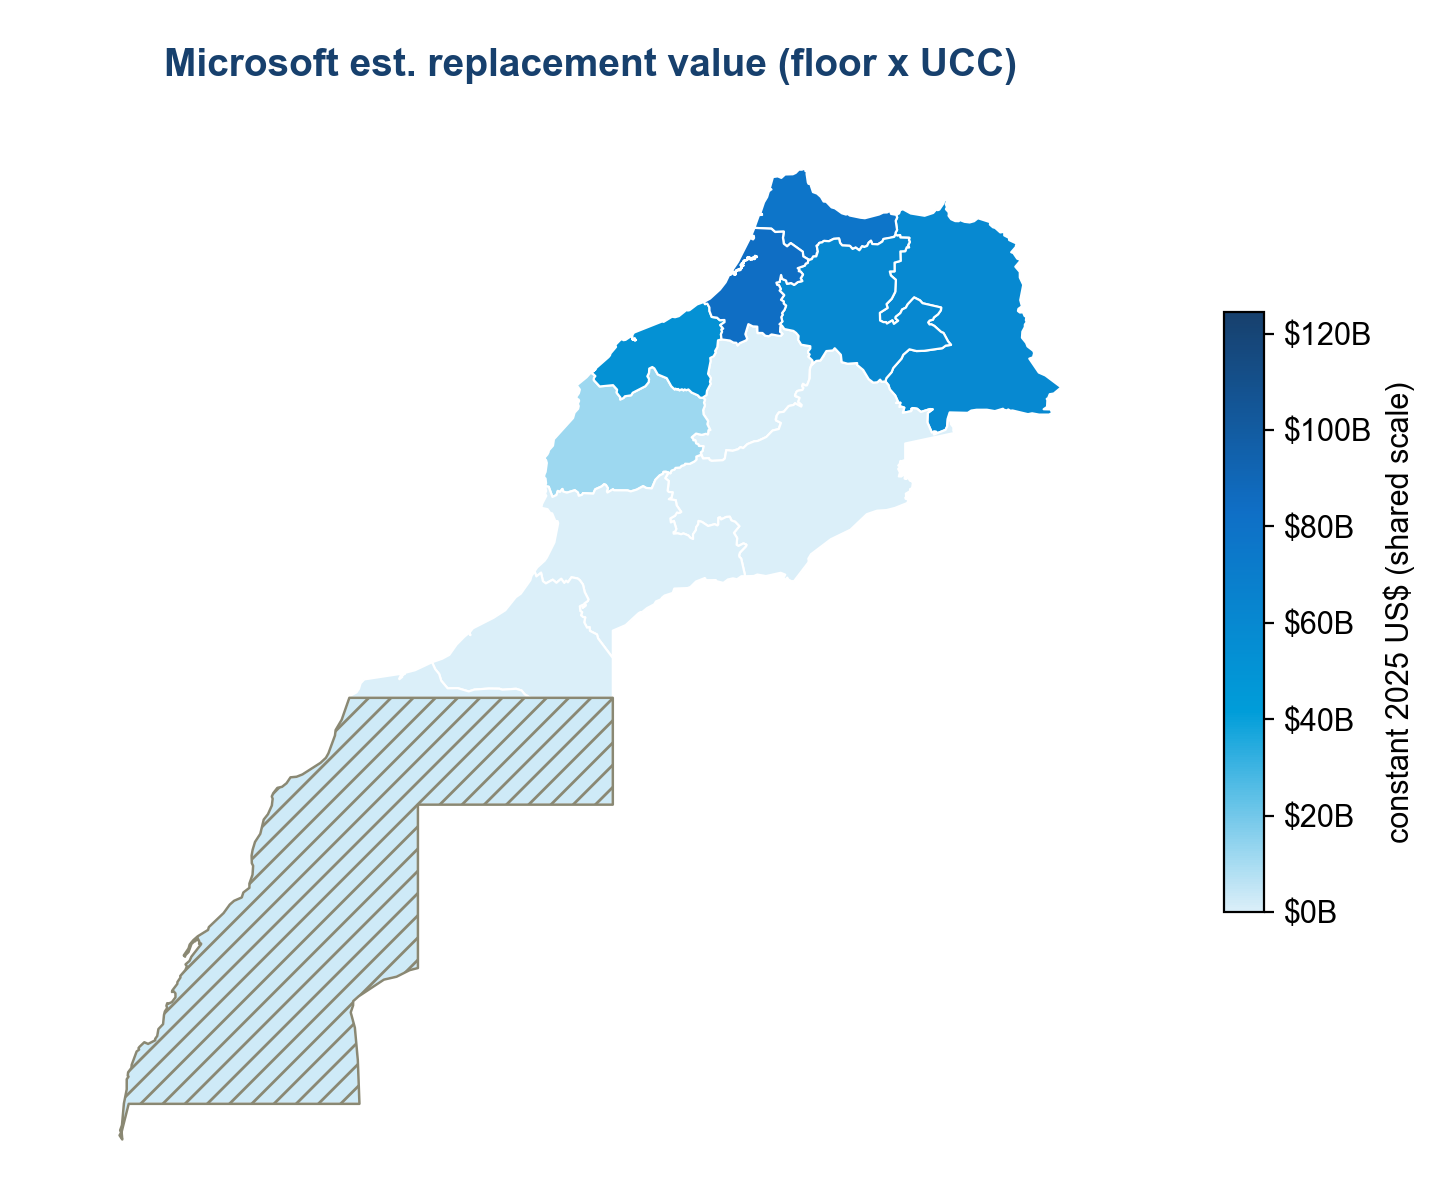 Microsoft est. replacement value (floor x UCC)
$120B
$100B
$80B
$60B
$40B
$20B
$0B
constant 2025 US$ (shared scale)